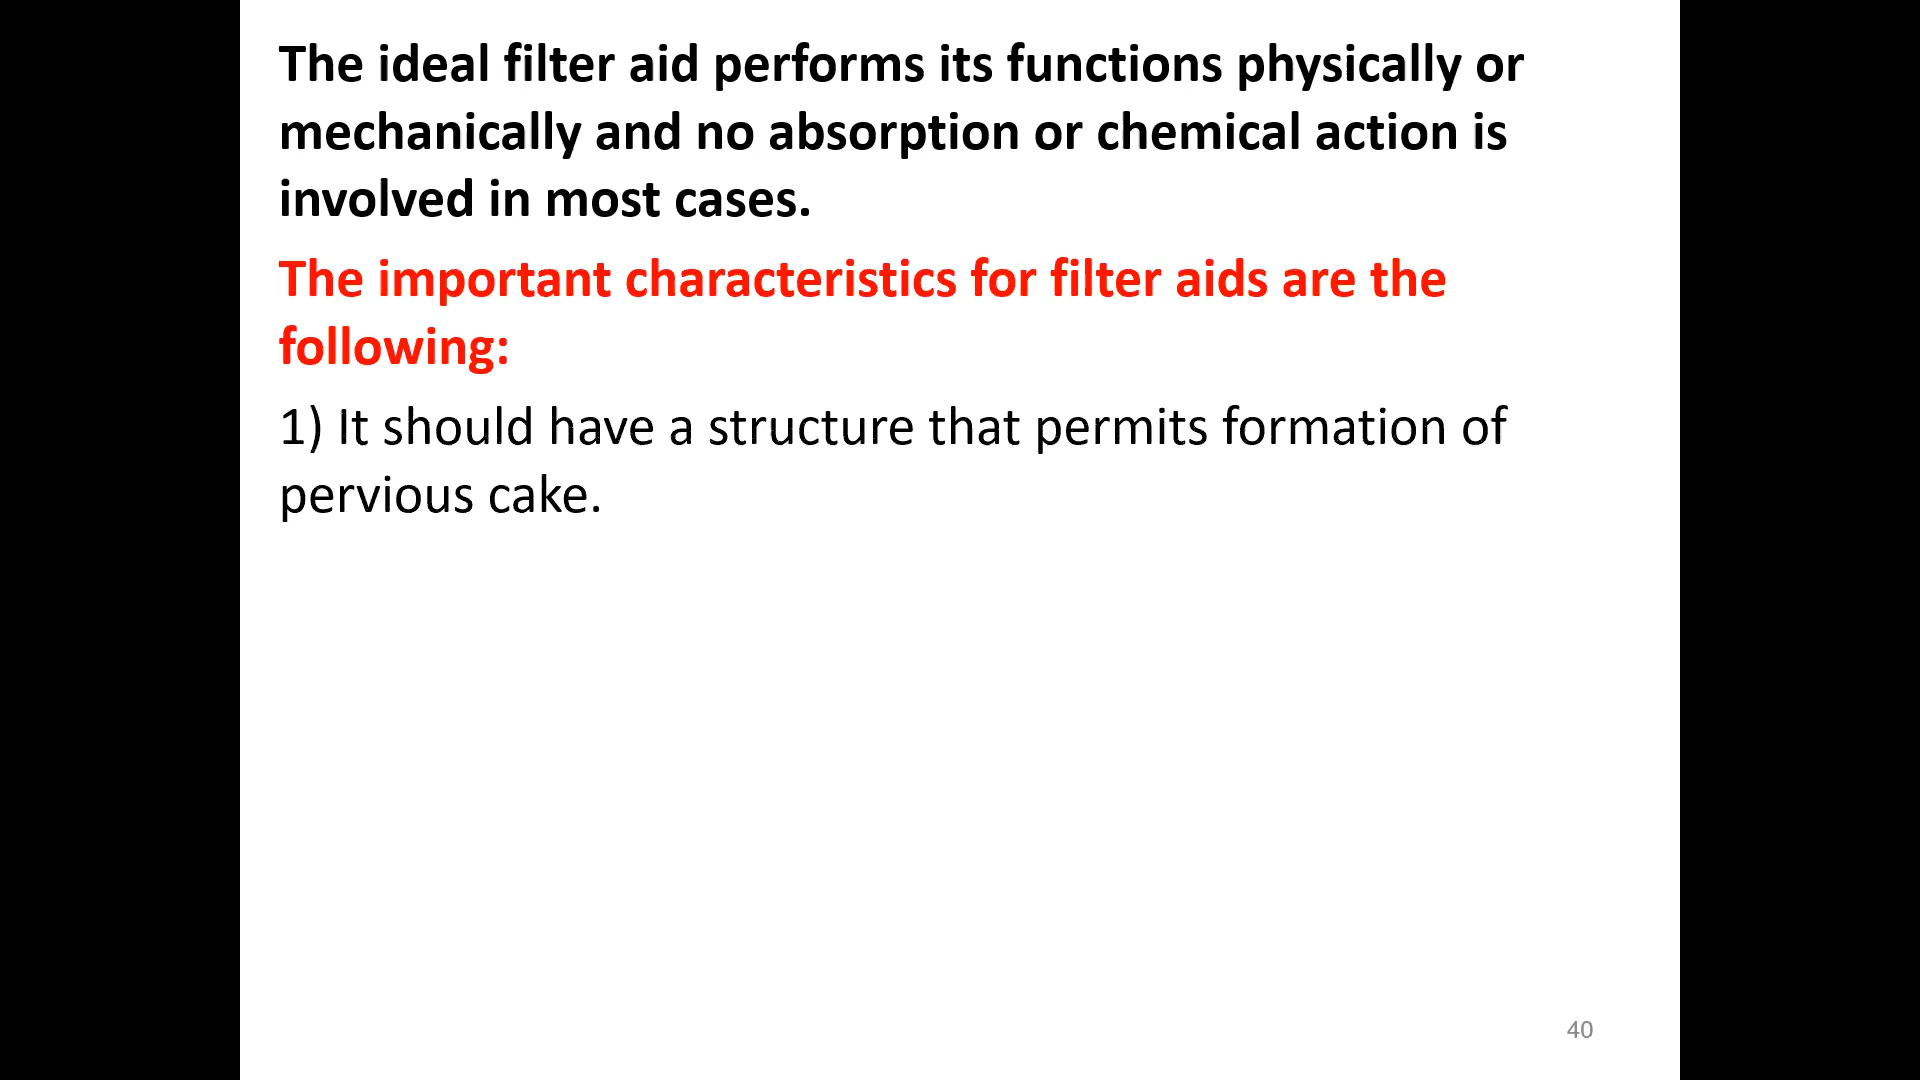 The ideal filter aid performs its functions physically or
mechanically and no absorption or chemical action is
involved in most cases.
The important characteristics for filter aids are the
following:
1) It should have a structure that permits formation of
pervious cake.
40